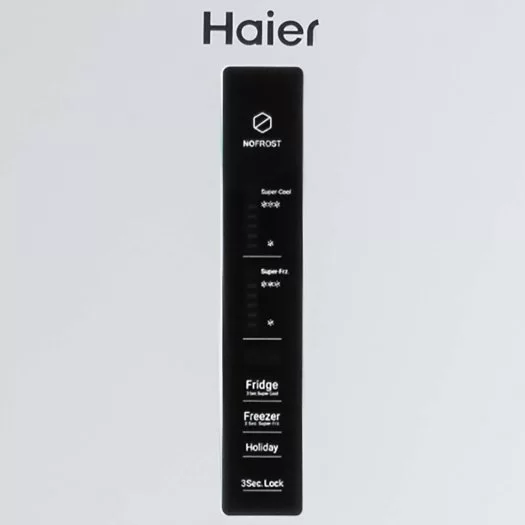 Haier
NOFROST
Super Cool
Super Frz.
Fridge
3 Sec. Super Cool
Freezer
3 Sec. Super Frz.
Holiday
3Sec. Lock